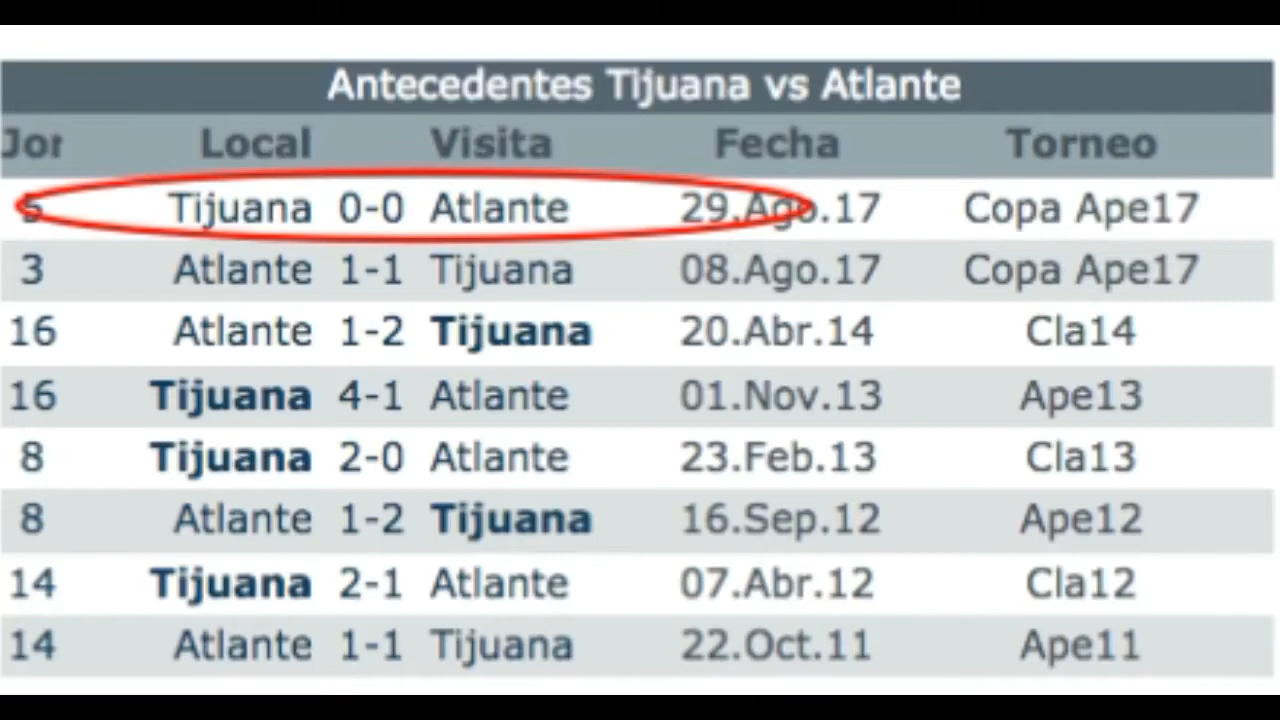 Antecedentes Tijuana vs Atlante
Jor Local Visita Fecha Torneo
5 Tijuana 0-0 Atlante 29.Ago.17 Copa Ape17
3 Atlante 1-1 Tijuana 08.Ago.17 Copa Ape17
16 Atlante 1-2 Tijuana 20.Abr.14 Cla14
16 Tijuana 4-1 Atlante 01.Nov.13 Ape13
8 Tijuana 2-0 Atlante 23.Feb.13 Cla13
8 Atlante 1-2 Tijuana 16.Sep.12 Ape12
14 Tijuana 2-1 Atlante 07.Abr.12 Cla12
14 Atlante 1-1 Tijuana 22.Oct.11 Ape11